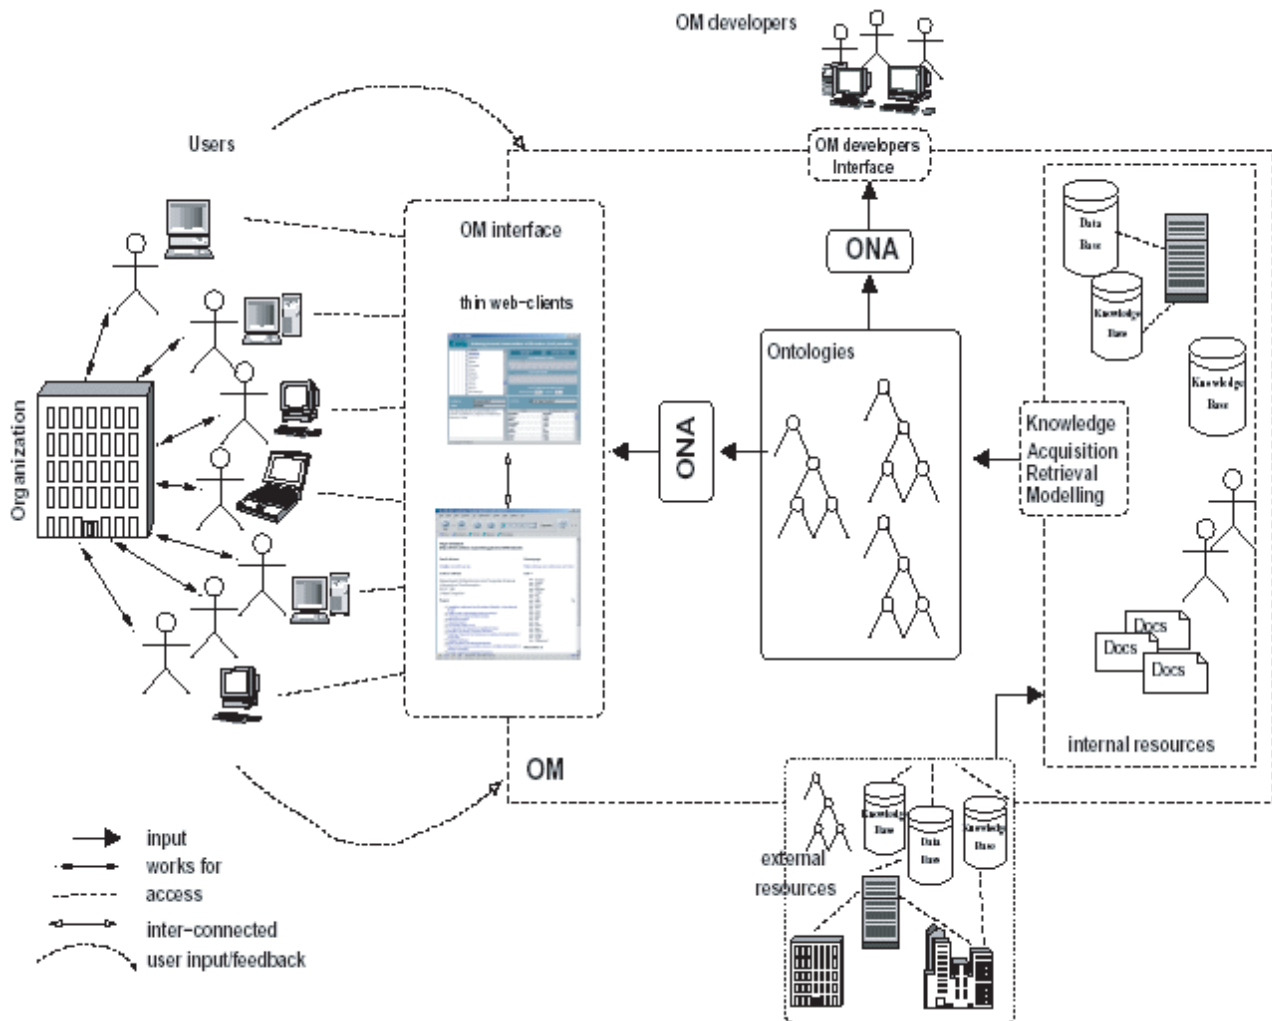 OM developers
Users
OM developers
Interface
OM interface
thin web-clients
ONA
Data
Base
Knowledge
Base
Knowledge
Base
Ontologies
ONA
Knowledge
Acquisition
Retrieval
Modelling
Organization
Docs
Docs
Docs
internal resources
OM
Knowledge
Base
Data
Base
Knowledge
Base
external
resources
input
works for
access
inter-connected
user input/feedback